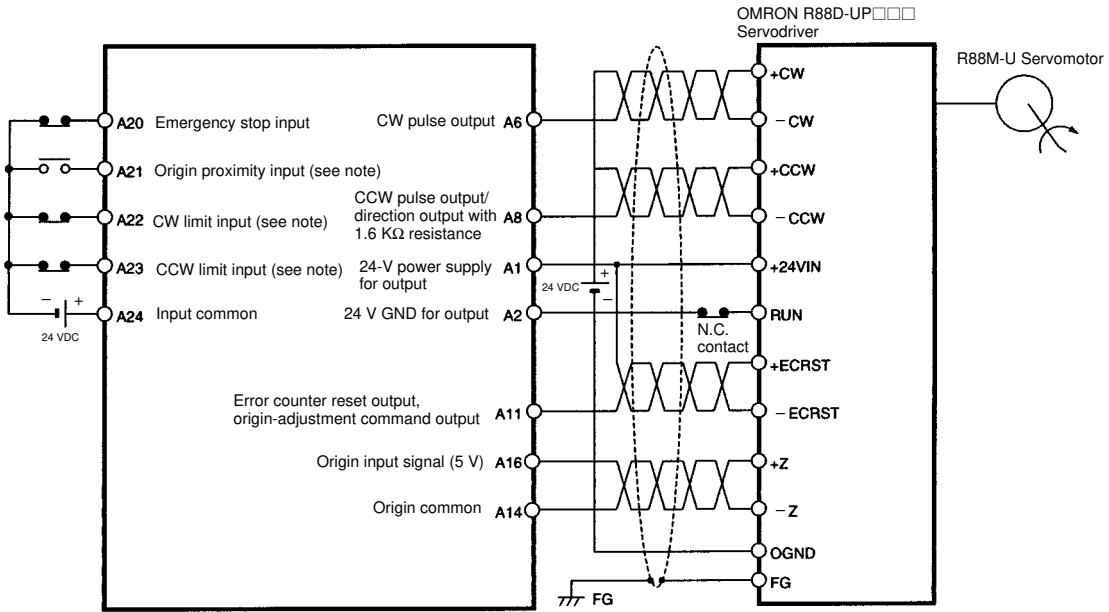 OMRON R88D-UP□□□
Servodriver
R88M-U Servomotor
A20 Emergency stop input
A21 Origin proximity input (see note)
A22 CW limit input (see note)
A23 CCW limit input (see note)
A24 Input common
− +
24 VDC
CW pulse output A6
CCW pulse output/
direction output with
1.6 KΩ resistance
A8
24-V power supply
for output
A1
24 V GND for output A2
Error counter reset output,
origin-adjustment command output
A11
Origin input signal (5 V) A16
Origin common A14
24 VDC
+
−
N.C.
contact
+CW
−CW
+CCW
−CCW
+24VIN
RUN
+ECRST
−ECRST
+Z
−Z
OGND
FG
FG